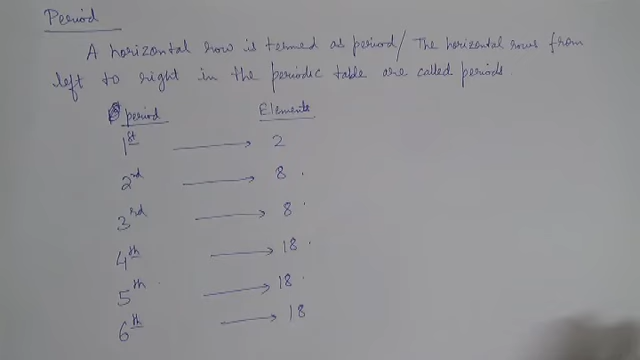 Period
A horizontal row is termed as period/ The horizontal rows from
left to right in the periodic table are called periods.
period Elements
1st → 2
2nd → 8
3rd → 8
4th → 18
5th → 18
6th → 18